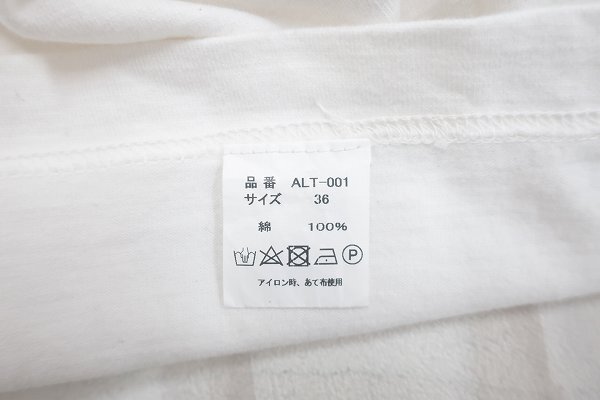 品番 ALT-001
サイズ 36
綿 100%
P
アイロン時、あて布使用